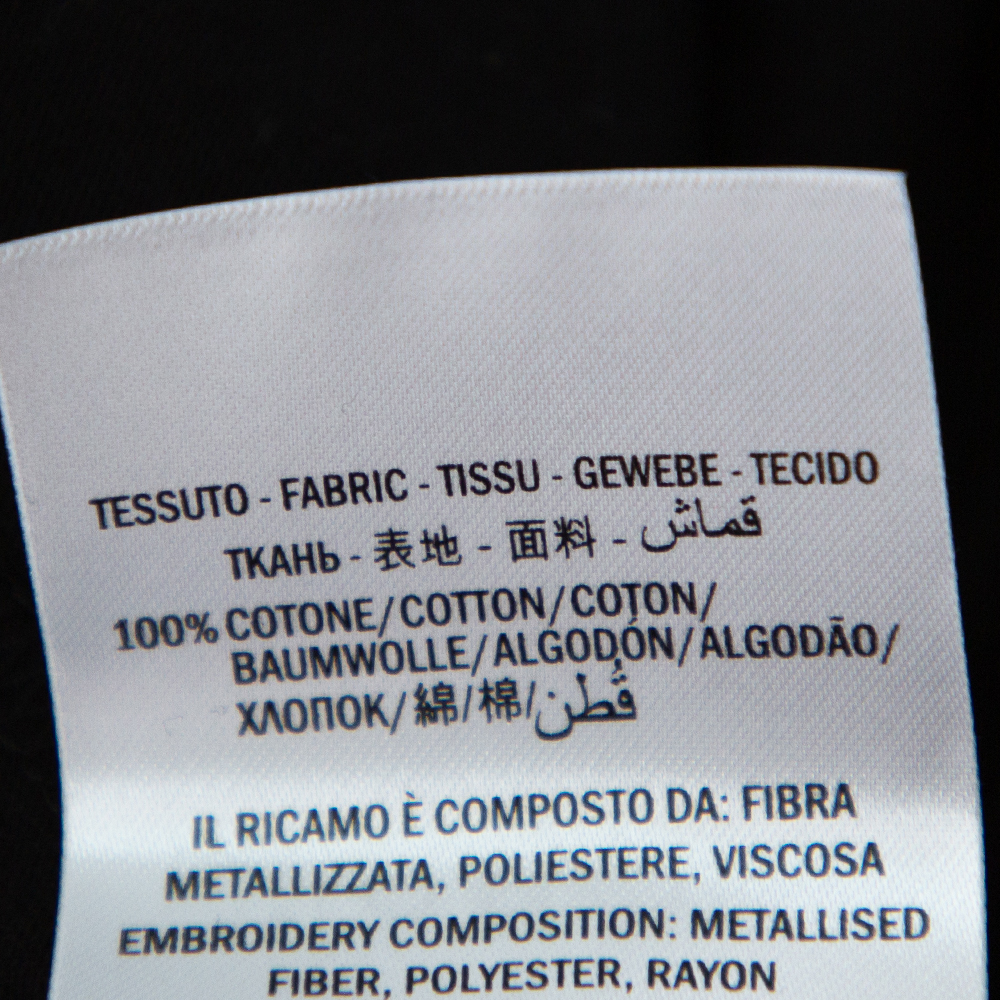 TESSUTO - FABRIC - TISSU - GEWEBE - TECIDO
ТКАНЬ - 表地 - 面料 - قماش
100% COTONE/COTTON/COTON/
BAUMWOLLE/ALGODÓN/ALGODÃO/
ХЛОПОК/綿/棉/قُطن
IL RICAMO È COMPOSTO DA: FIBRA
METALLIZZATA, POLIESTERE, VISCOSA
EMBROIDERY COMPOSITION: METALLISED
FIBER, POLYESTER, RAYON